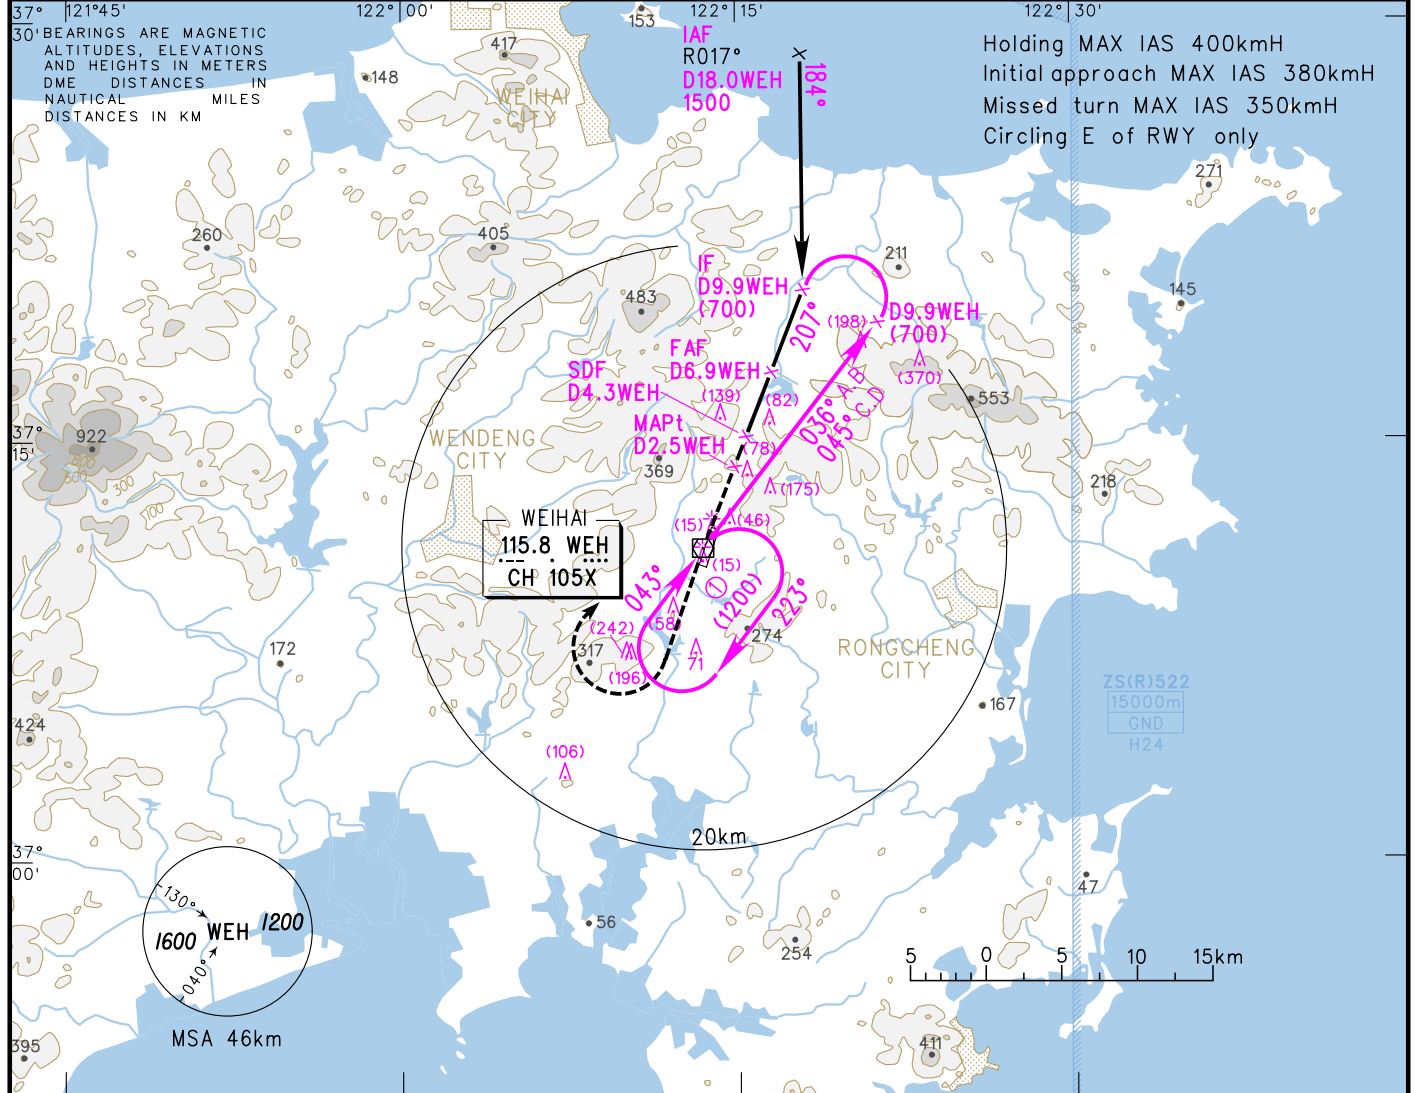 37°
30'
121°45'
122°00'
122°15'
122°30'
BEARINGS ARE MAGNETIC
ALTITUDES, ELEVATIONS
AND HEIGHTS IN METERS
DME DISTANCES IN
NAUTICAL MILES
DISTANCES IN KM
153
417
148
WEIHAI
CITY
IAF
R017°
D18.0WEH
1500
184°
Holding MAX IAS 400kmH
Initial approach MAX IAS 380kmH
Missed turn MAX IAS 350kmH
Circling E of RWY only
271
260
405
211
145
483
IF
D9.9WEH
(700)
207°
(198)
D9.9WEH
(700)
(370)
FAF
D6.9WEH
SDF
D4.3WEH
(139)
(82)
036° A.B
045° C.D
553
MAPt
D2.5WEH
(78)
369
(175)
218
922
300
700
37°
15'
WENDENG
CITY
WEIHAI
115.8 WEH
CH 105X
(15)
(46)
(15)
1
043°
(1200)
223°
(58)
(242)
317
(196)
71
274
RONGCHENG
CITY
172
167
424
ZS(R)522
15000m
GND
H24
(106)
20km
37°
00'
130°
1600
WEH
1200
040°
MSA 46km
56
254
47
5 0 5 10 15km
395
411